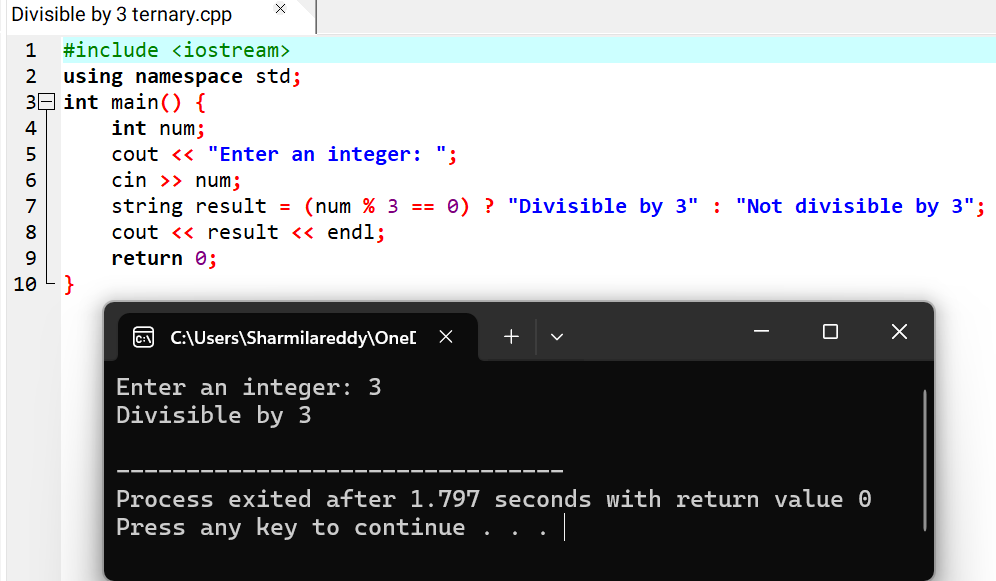 Divisible by 3 ternary.cpp
1 #include <iostream>
2 using namespace std;
3 int main() {
4 int num;
5 cout << "Enter an integer: ";
6 cin >> num;
7 string result = (num % 3 == 0) ? "Divisible by 3" : "Not divisible by 3";
8 cout << result << endl;
9 return 0;
10 }
C:\Users\Sharmilareddy\OneD
Enter an integer: 3
Divisible by 3
--------------------------------
Process exited after 1.797 seconds with return value 0
Press any key to continue . . .